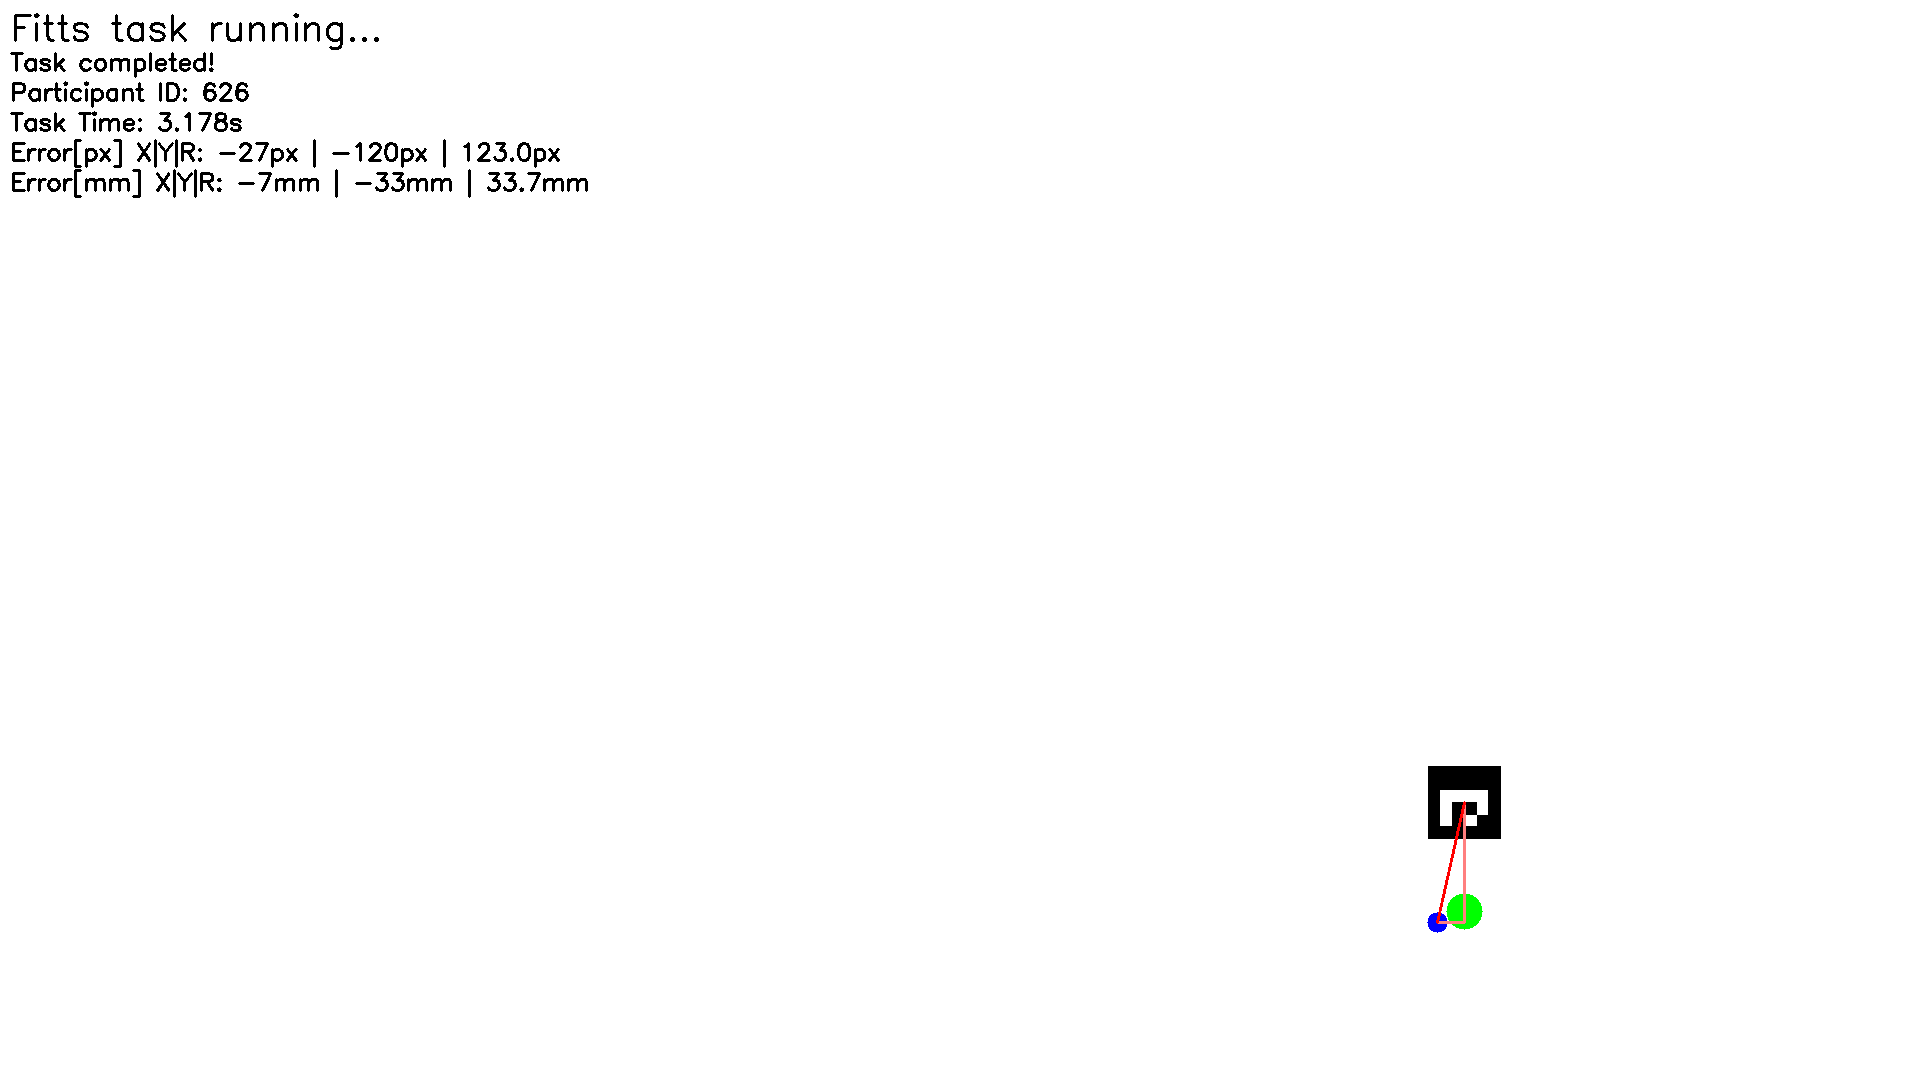 Fitts task running...
Task completed!
Participant ID: 626
Task Time: 3.178s
Error[px] X|Y|R: -27px | -120px | 123.0px
Error[mm] X|Y|R: -7mm | -33mm | 33.7mm